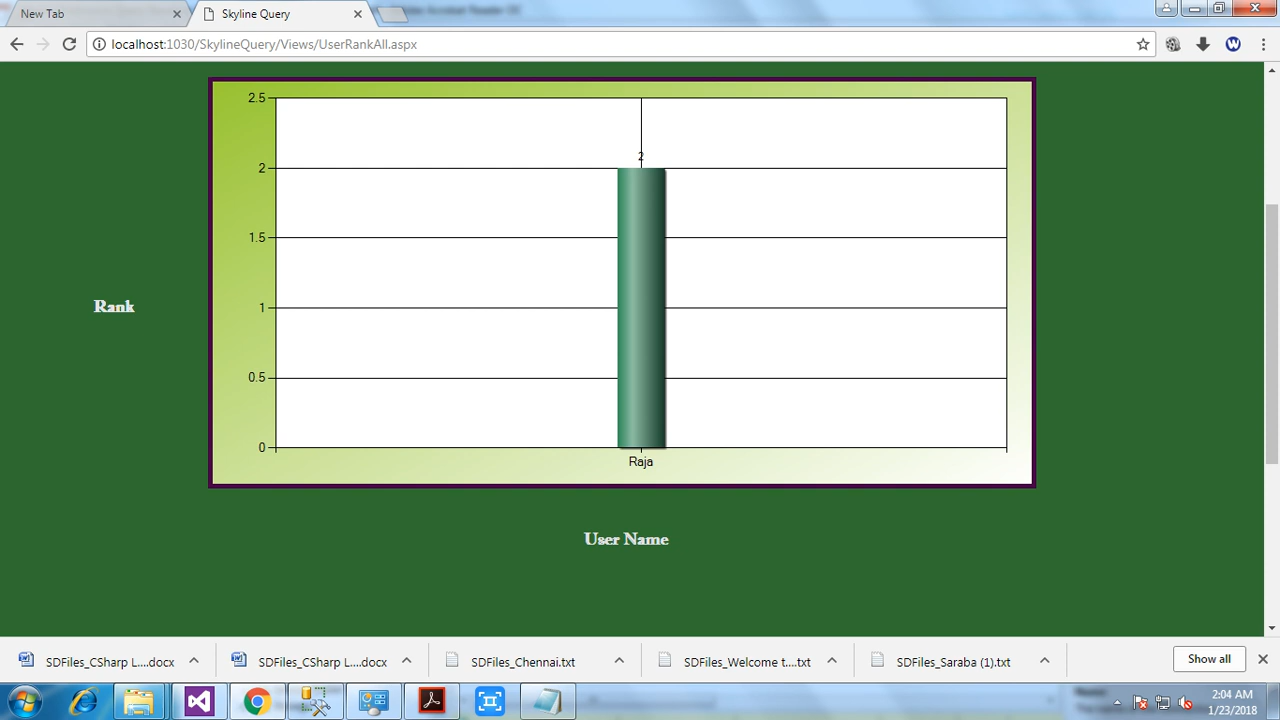 New Tab
Skyline Query
localhost:1030/SkylineQuery/Views/UserRankAll.aspx
2.5
2
2
1.5
Rank
1
0.5
0
Raja
User Name
SDFiles_CSharp L....docx
SDFiles_CSharp L....docx
SDFiles_Chennai.txt
SDFiles_Welcome t....txt
SDFiles_Saraba (1).txt
Show all
2:04 AM
1/23/2018